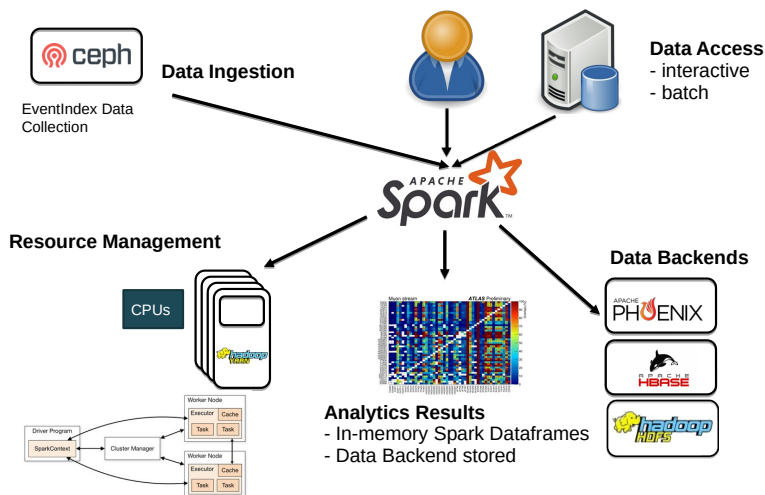 ceph
Data Ingestion
EventIndex Data
Collection
Data Access
- interactive
- batch
APACHE
Spark™
Resource Management
CPUs
hadoop
YARN
Data Backends
APACHE
PHOENIX
APACHE
HBASE
hadoop
HDFS
Muon stream
ATLAS Preliminary
Analytics Results
- In-memory Spark Dataframes
- Data Backend stored
Driver Program
SparkContext
Cluster Manager
Worker Node
Executor
Cache
Task
Task
Worker Node
Executor
Cache
Task
Task